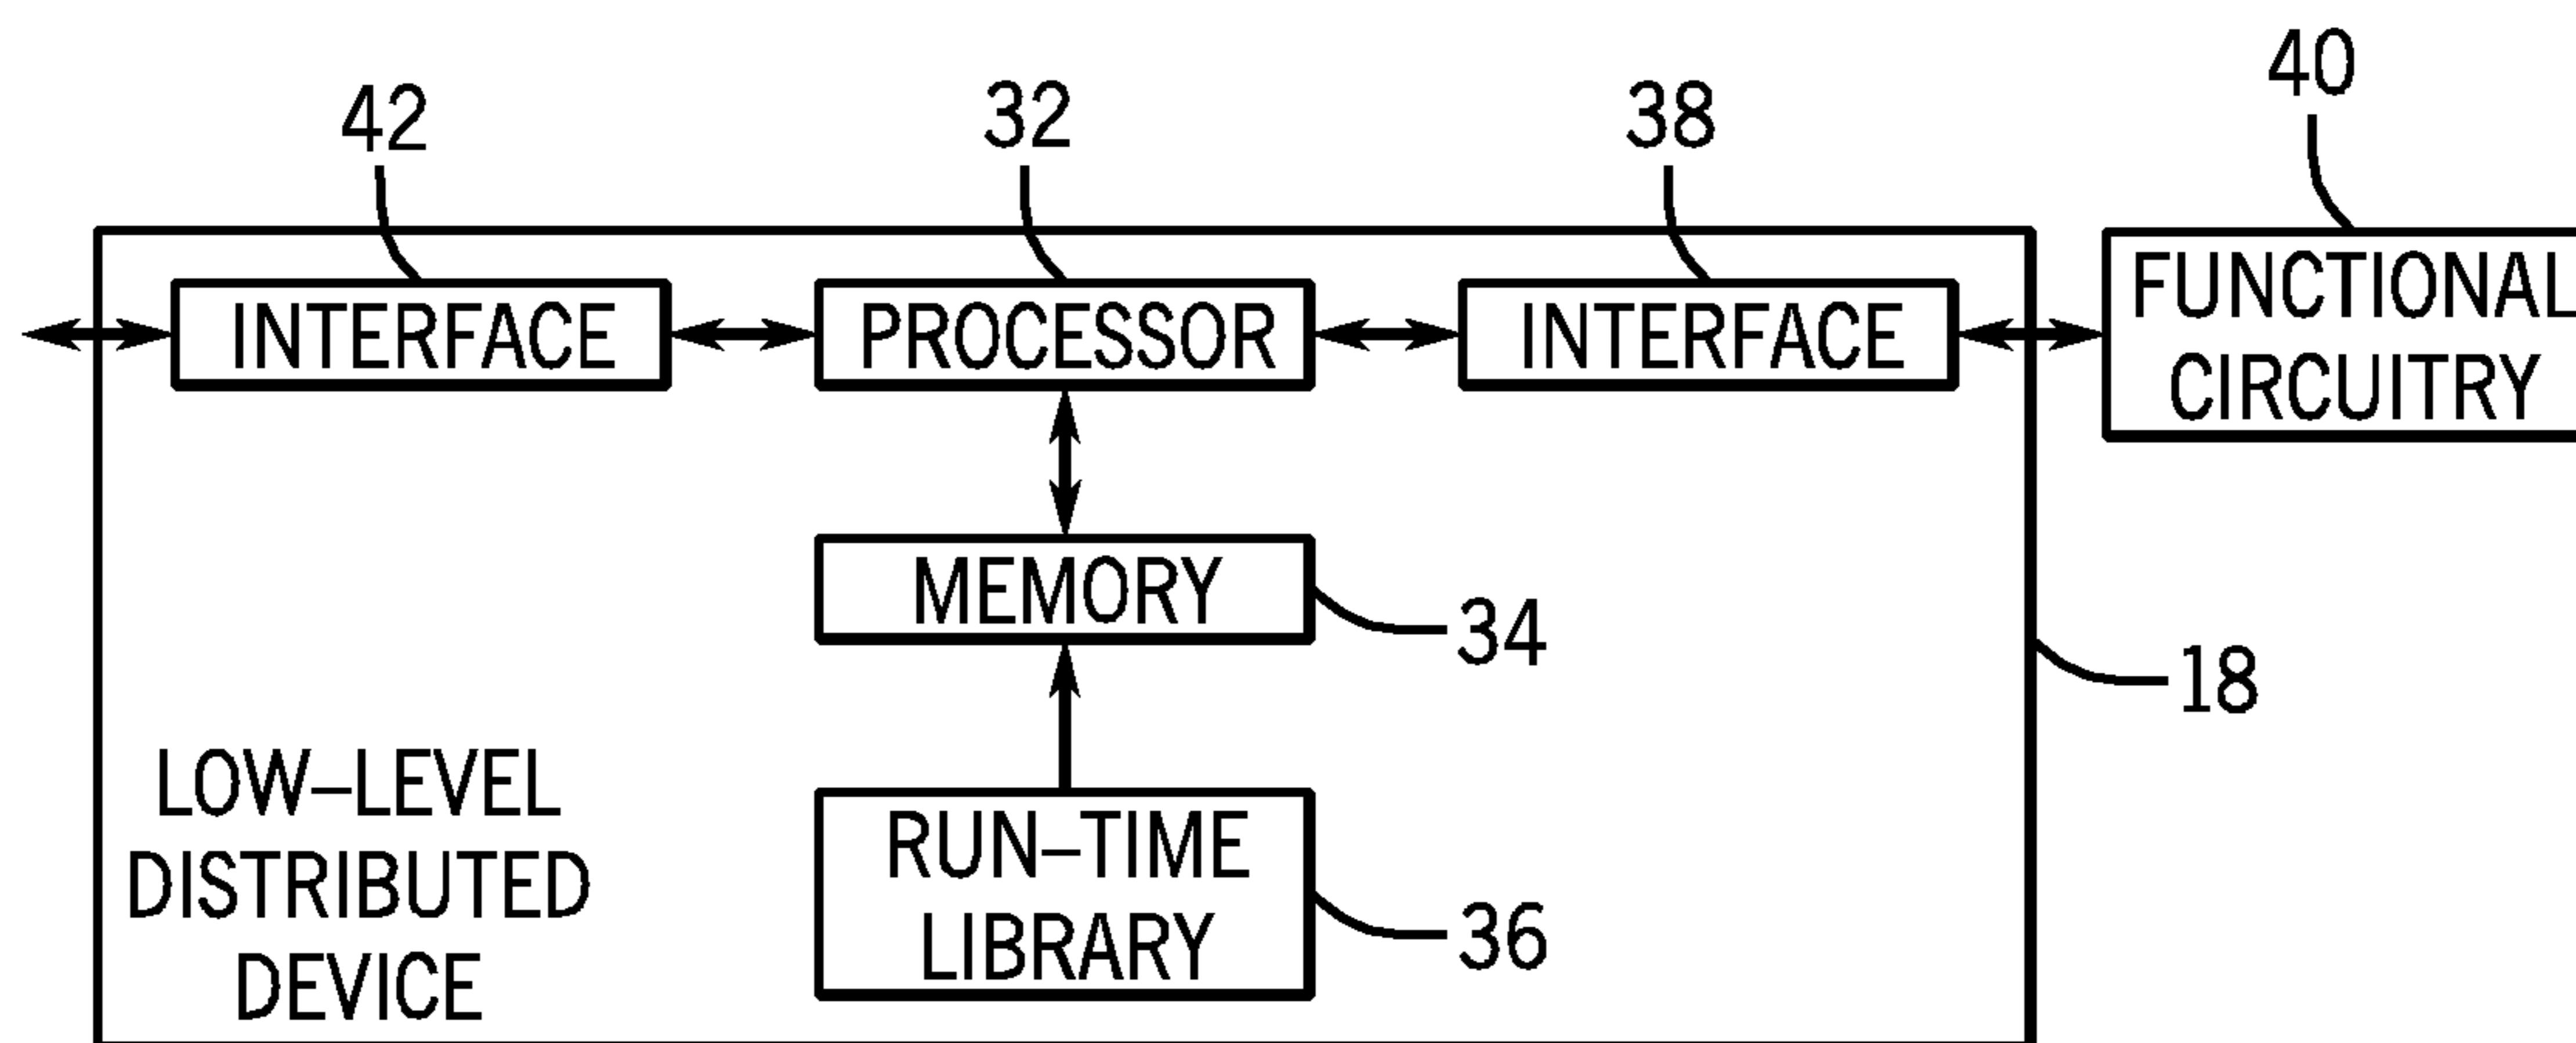 40
42
32
38
FUNCTIONAL
CIRCUITRY
INTERFACE
PROCESSOR
INTERFACE
MEMORY
34
18
LOW–LEVEL
DISTRIBUTED
DEVICE
RUN–TIME
LIBRARY
36